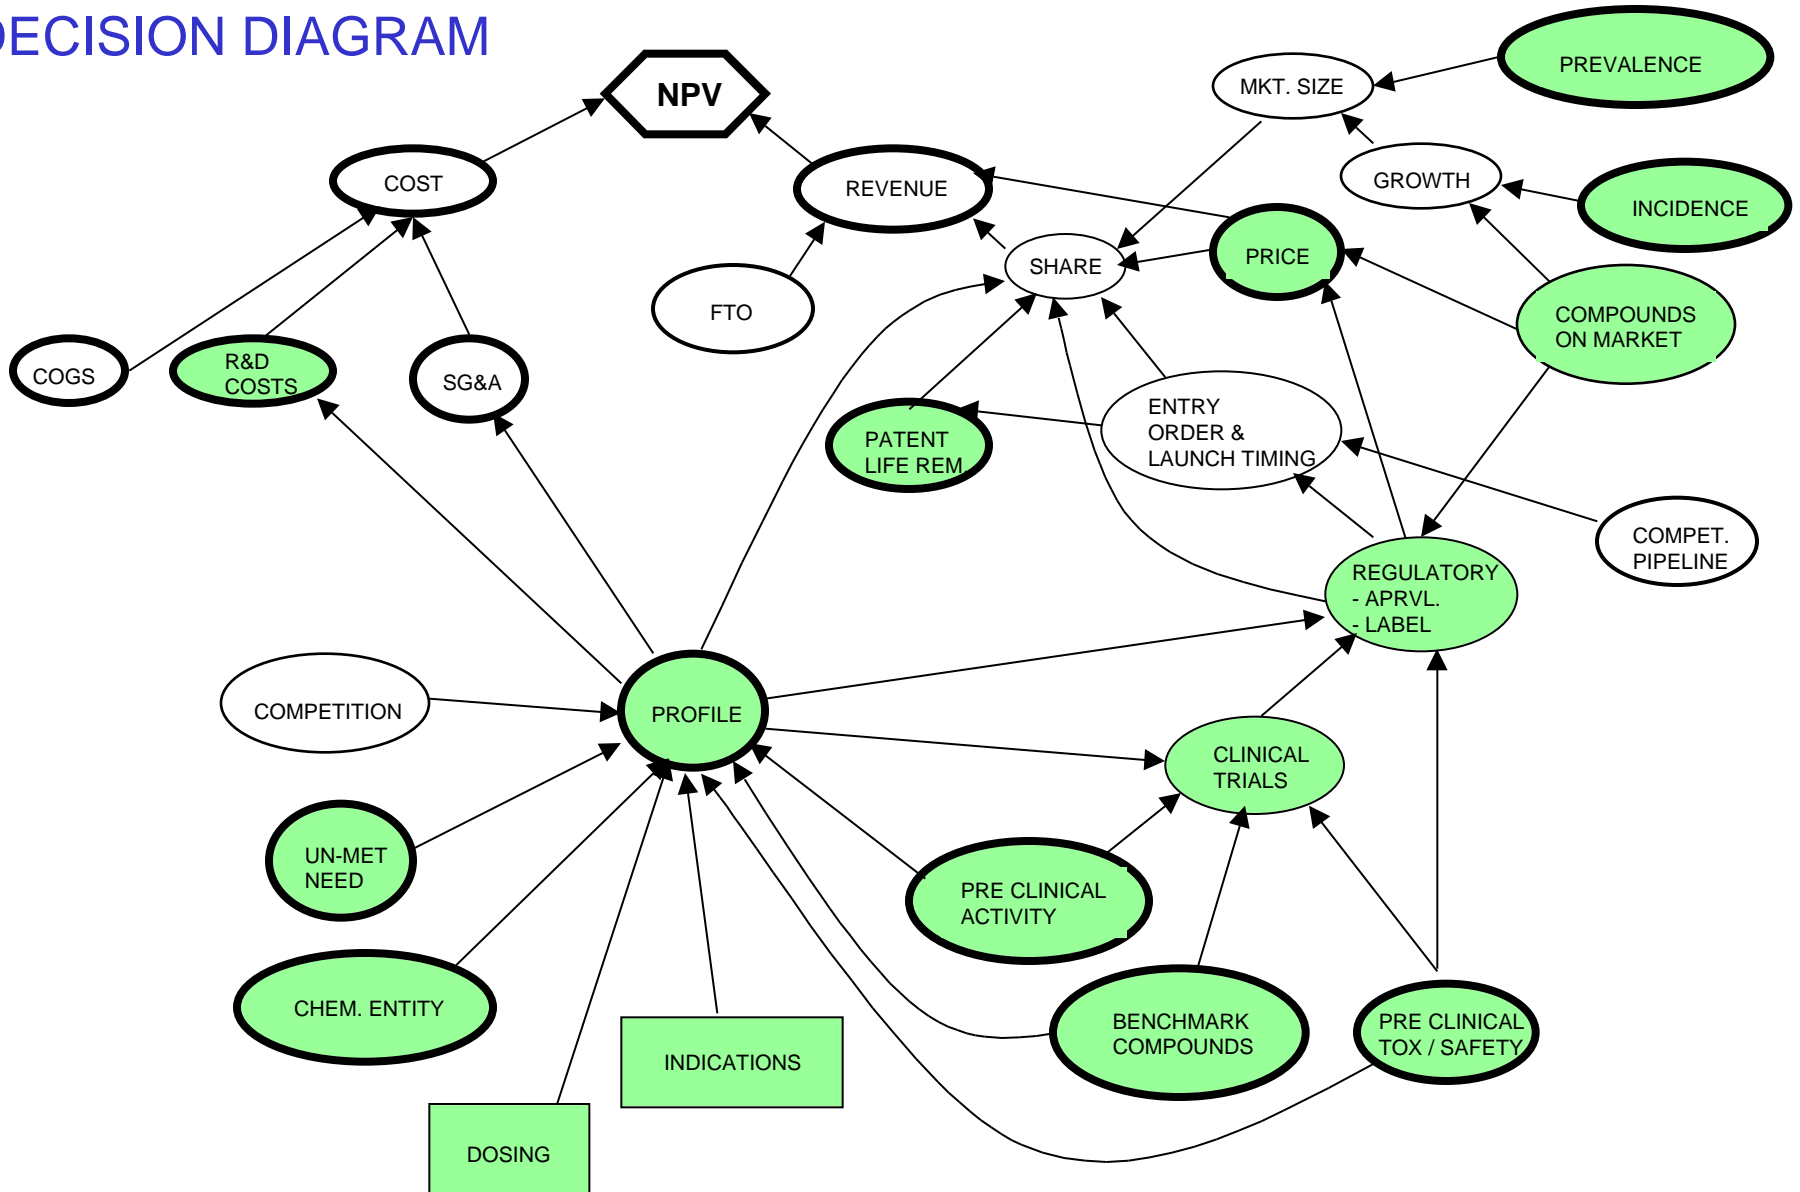 DECISION DIAGRAM
NPV
MKT. SIZE
PREVALENCE
COST
REVENUE
GROWTH
INCIDENCE
SHARE
PRICE
FTO
COMPOUNDS
ON MARKET
COGS
R&D
COSTS
SG&A
ENTRY
ORDER &
LAUNCH TIMING
PATENT
LIFE REM.
COMPET.
PIPELINE
REGULATORY
- APRVL.
- LABEL
COMPETITION
PROFILE
CLINICAL
TRIALS
UN-MET
NEED
PRE CLINICAL
ACTIVITY
CHEM. ENTITY
BENCHMARK
COMPOUNDS
PRE CLINICAL
TOX / SAFETY
INDICATIONS
DOSING